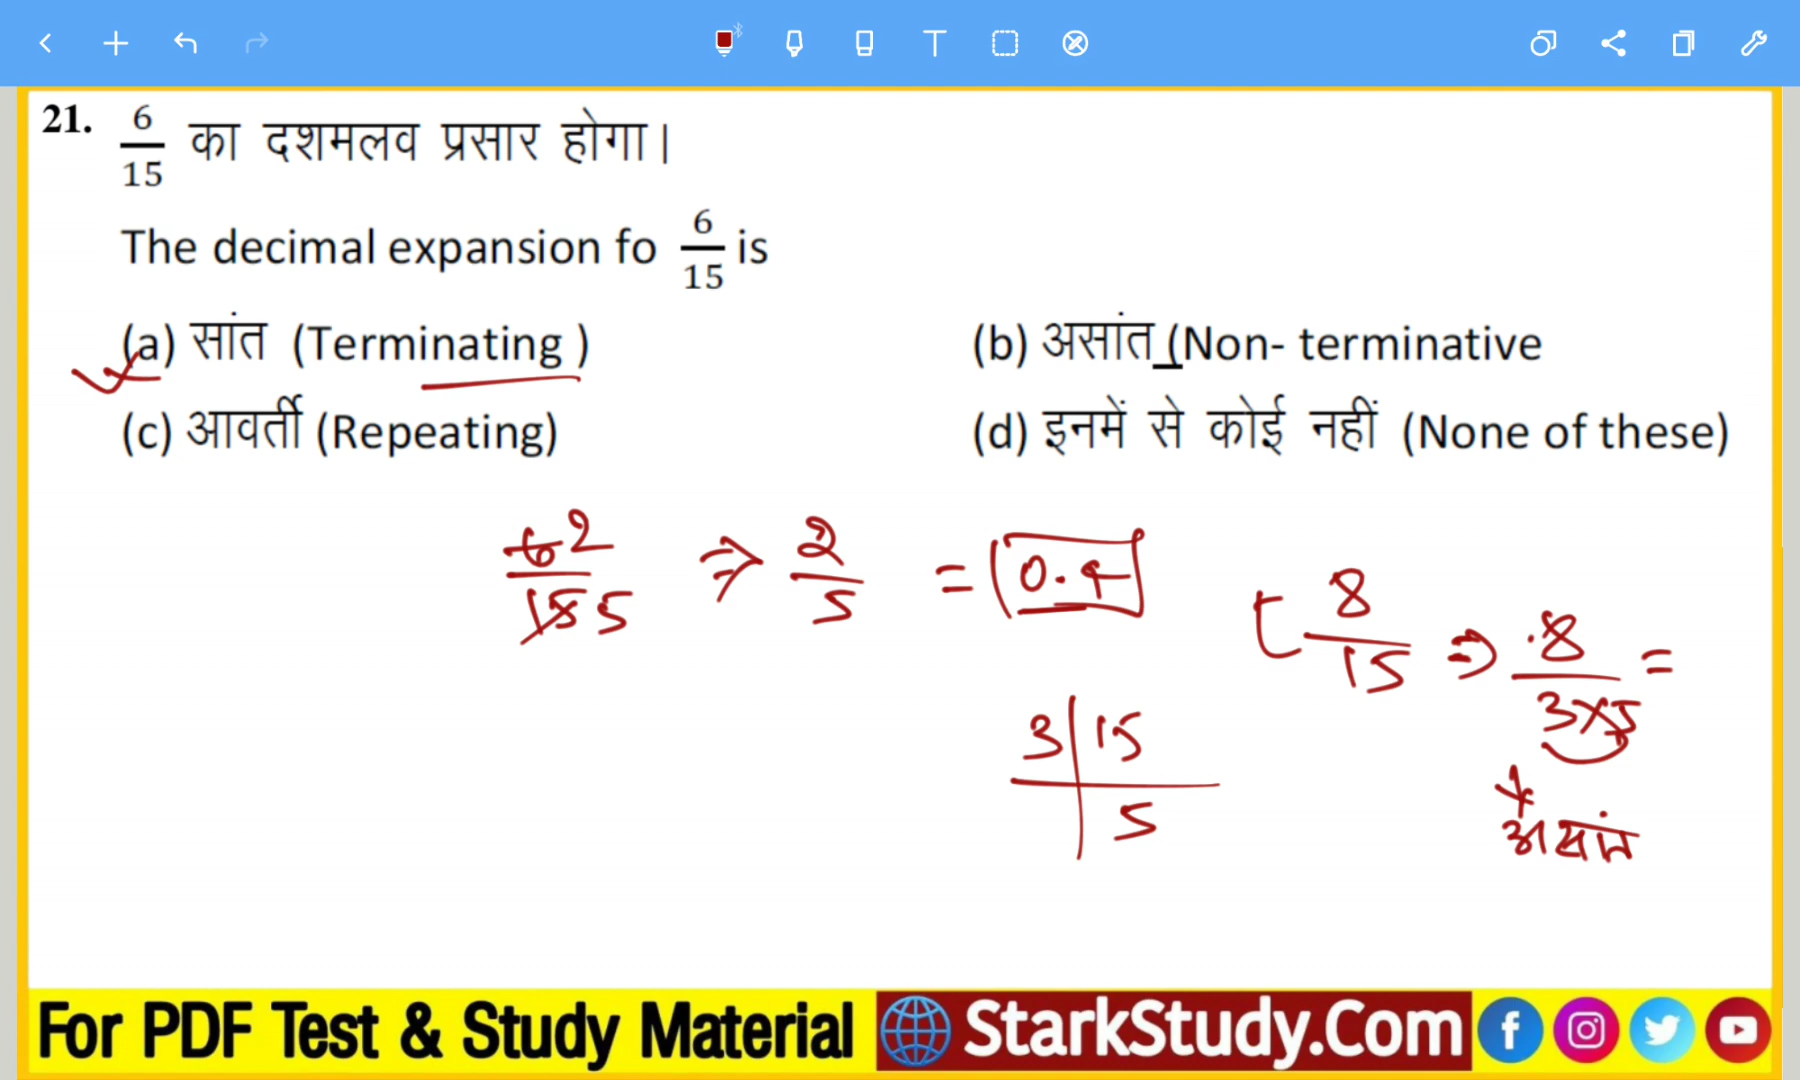 21. 6/15 का दशमलव प्रसार होगा।
The decimal expansion fo 6/15 is
(a) सांत (Terminating )
(b) असांत (Non- terminative
(c) आवर्ती (Repeating)
(d) इनमें से कोई नहीं (None of these)
6 2 / 15 5 ⇒ 2/5 = 0.4
8/15 ⇒ .8/3×5 =
3 | 15
5
असांत
For PDF Test & Study Material StarkStudy.Com